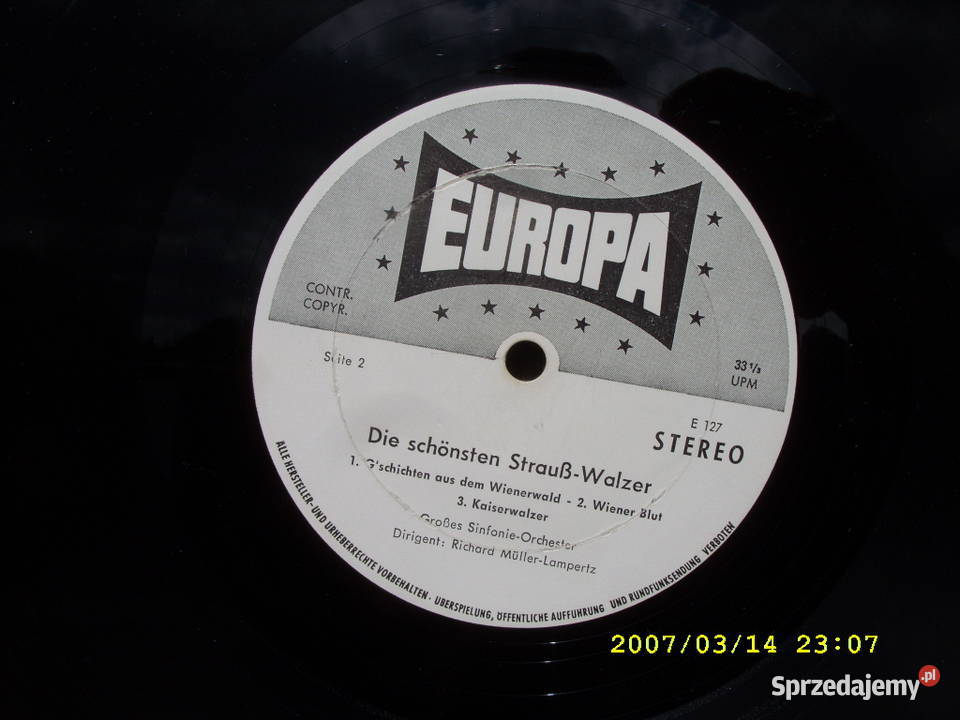 EUROPA
CONTR.
COPYR.
Seite 2
33 1/3
UPM
E 127
STEREO
Die schönsten Strauß-Walzer
1. G'schichten aus dem Wienerwald - 2. Wiener Blut
3. Kaiserwalzer
Großes Sinfonie-Orchester
Dirigent: Richard Müller-Lampertz
ALLE HERSTELLER- UND URHEBERRECHTE VORBEHALTEN · ÜBERSPIELUNG, ÖFFENTLICHE AUFFÜHRUNG UND RUNDFUNKSENDUNG VERBOTEN
2007/03/14 23:07
Sprzedajemy.pl